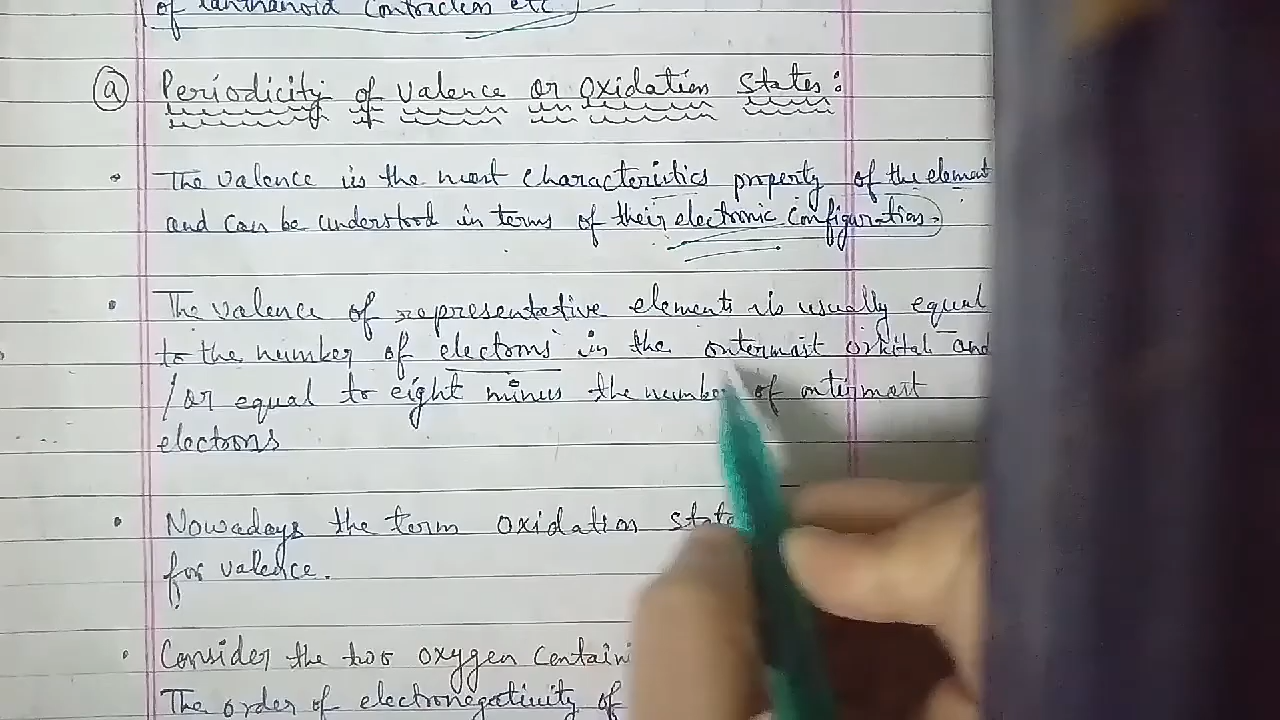 of lanthanoid Contraction etc.
(a) Periodicity of Valence or Oxidation States:
• The valence is the most characteristics property of the element
and can be understood in terms of their electronic configuration.
• The valence of representative elements is usually equal
to the number of electrons in the outermost orbital and
/or equal to eight minus the number of outermost
electrons
• Nowadays the term oxidation state
for valence.
• Consider the two oxygen containi
The order of electronegativity of